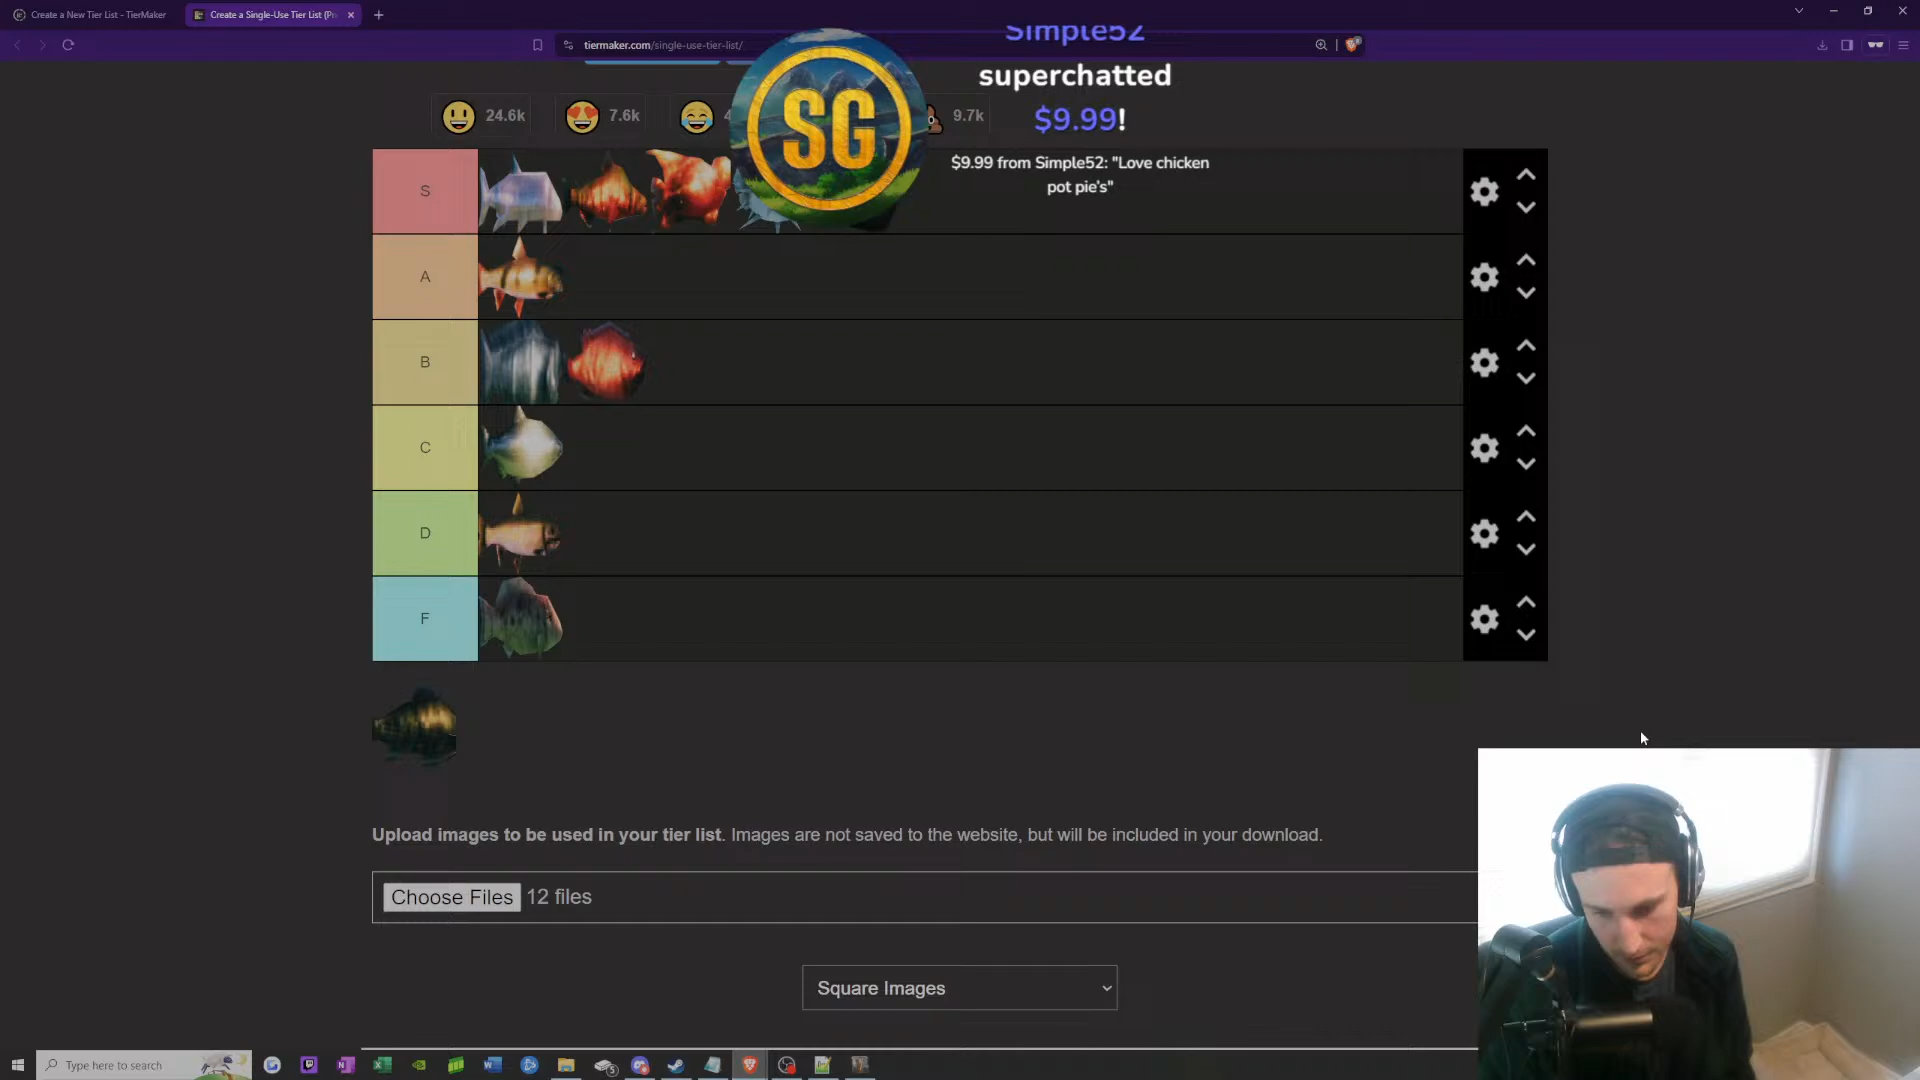 Create a New Tier List - TierMaker
Create a Single-Use Tier List (Pr
tiermaker.com/single-use-tier-list/
Simple52
superchatted
$9.99!
$9.99 from Simple52: "Love chicken
pot pie's"
SG
24.6k
7.6k
4
9.7k
S
A
B
C
D
F
Upload images to be used in your tier list. Images are not saved to the website, but will be included in your download.
Choose Files 12 files
Square Images
Type here to search